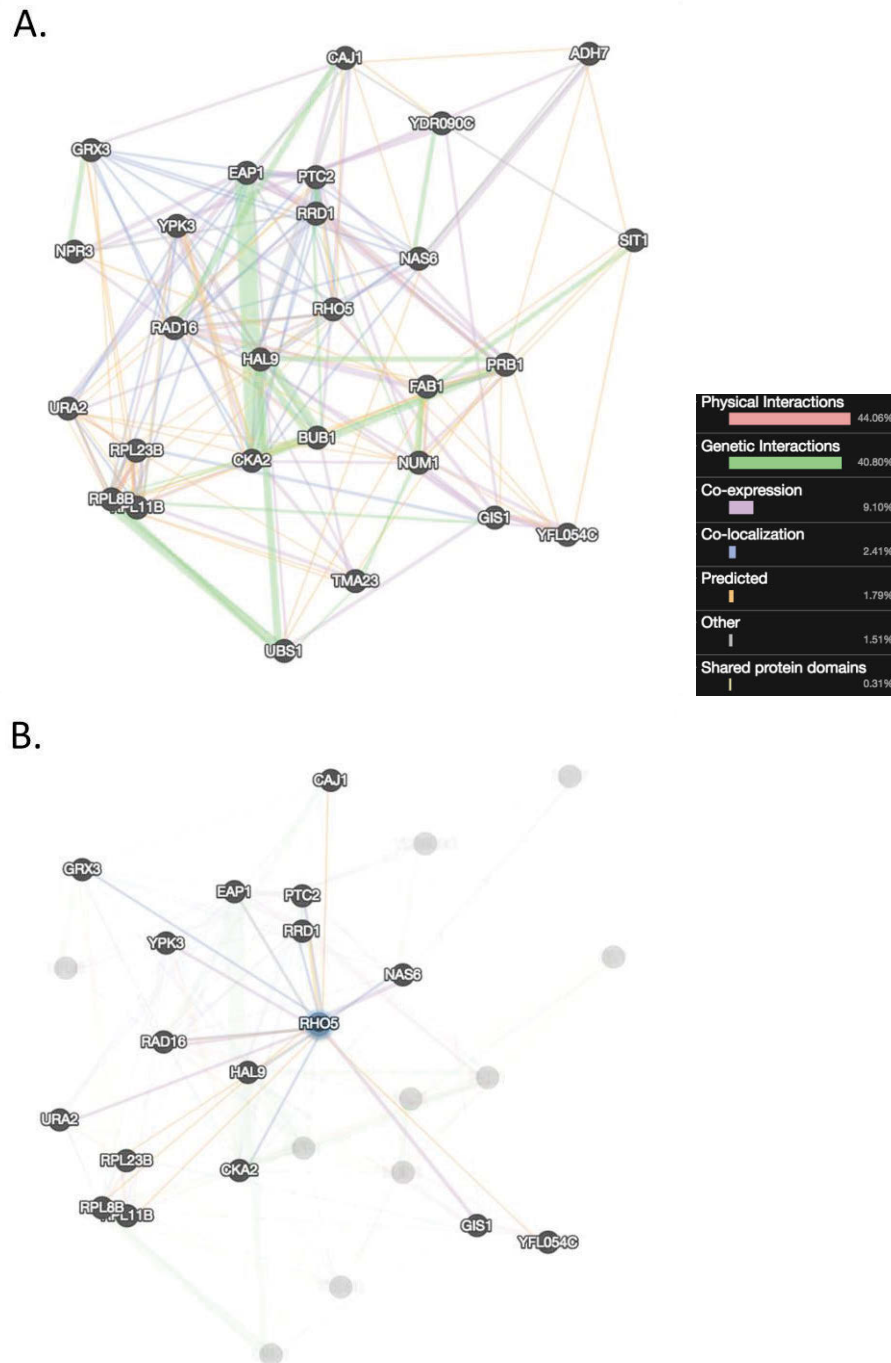 A.
CAJ1
ADH7
YDR090C
GRX3
EAP1
PTC2
RRD1
YPK3
SIT1
NPR3
NAS6
RHO5
RAD16
HAL9
PRB1
FAB1
URA2
BUB1
RPL23B
CKA2
NUM1
RPL8B
RPL11B
GIS1
YFL054C
TMA23
UBS1
Physical Interactions
44.06%
Genetic Interactions
40.80%
Co-expression
9.10%
Co-localization
2.41%
Predicted
1.79%
Other
1.51%
Shared protein domains
0.31%
B.
CAJ1
GRX3
EAP1
PTC2
RRD1
YPK3
NAS6
RHO5
RAD16
HAL9
URA2
RPL23B
CKA2
RPL8B
RPL11B
GIS1
YFL054C